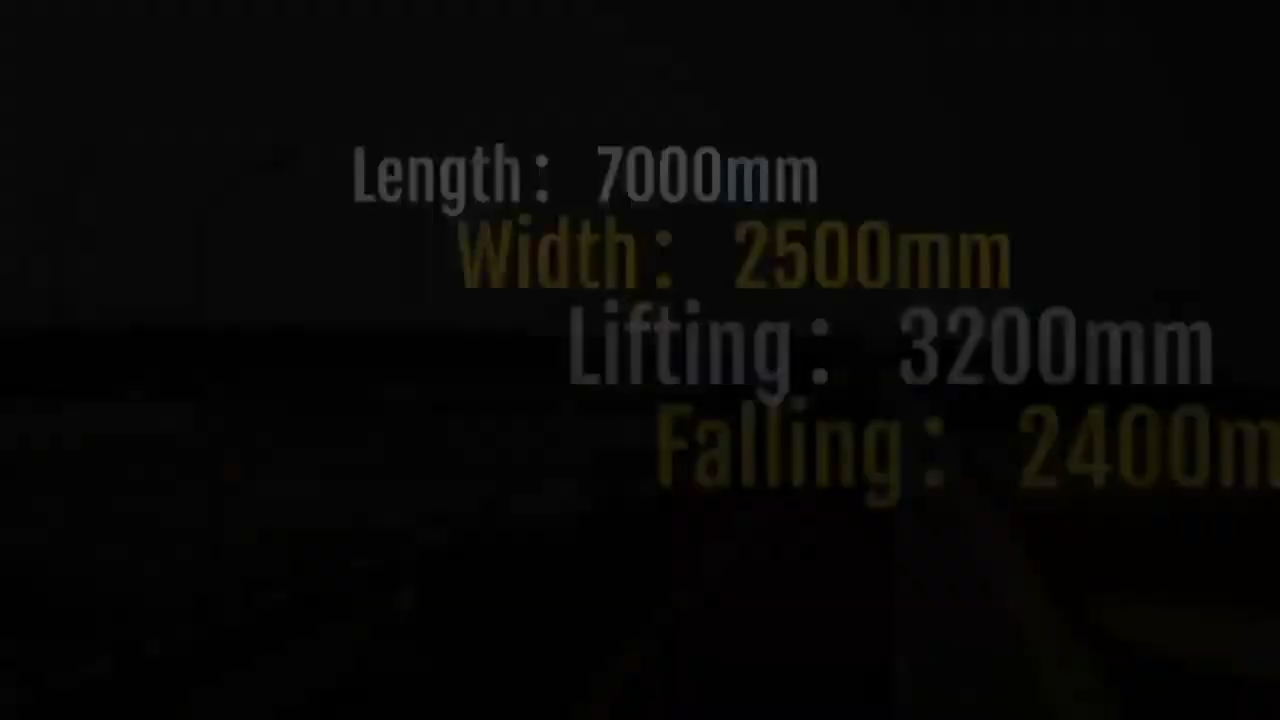 Length： 7000mm
Width： 2500mm
Lifting： 3200mm
Falling： 2400m